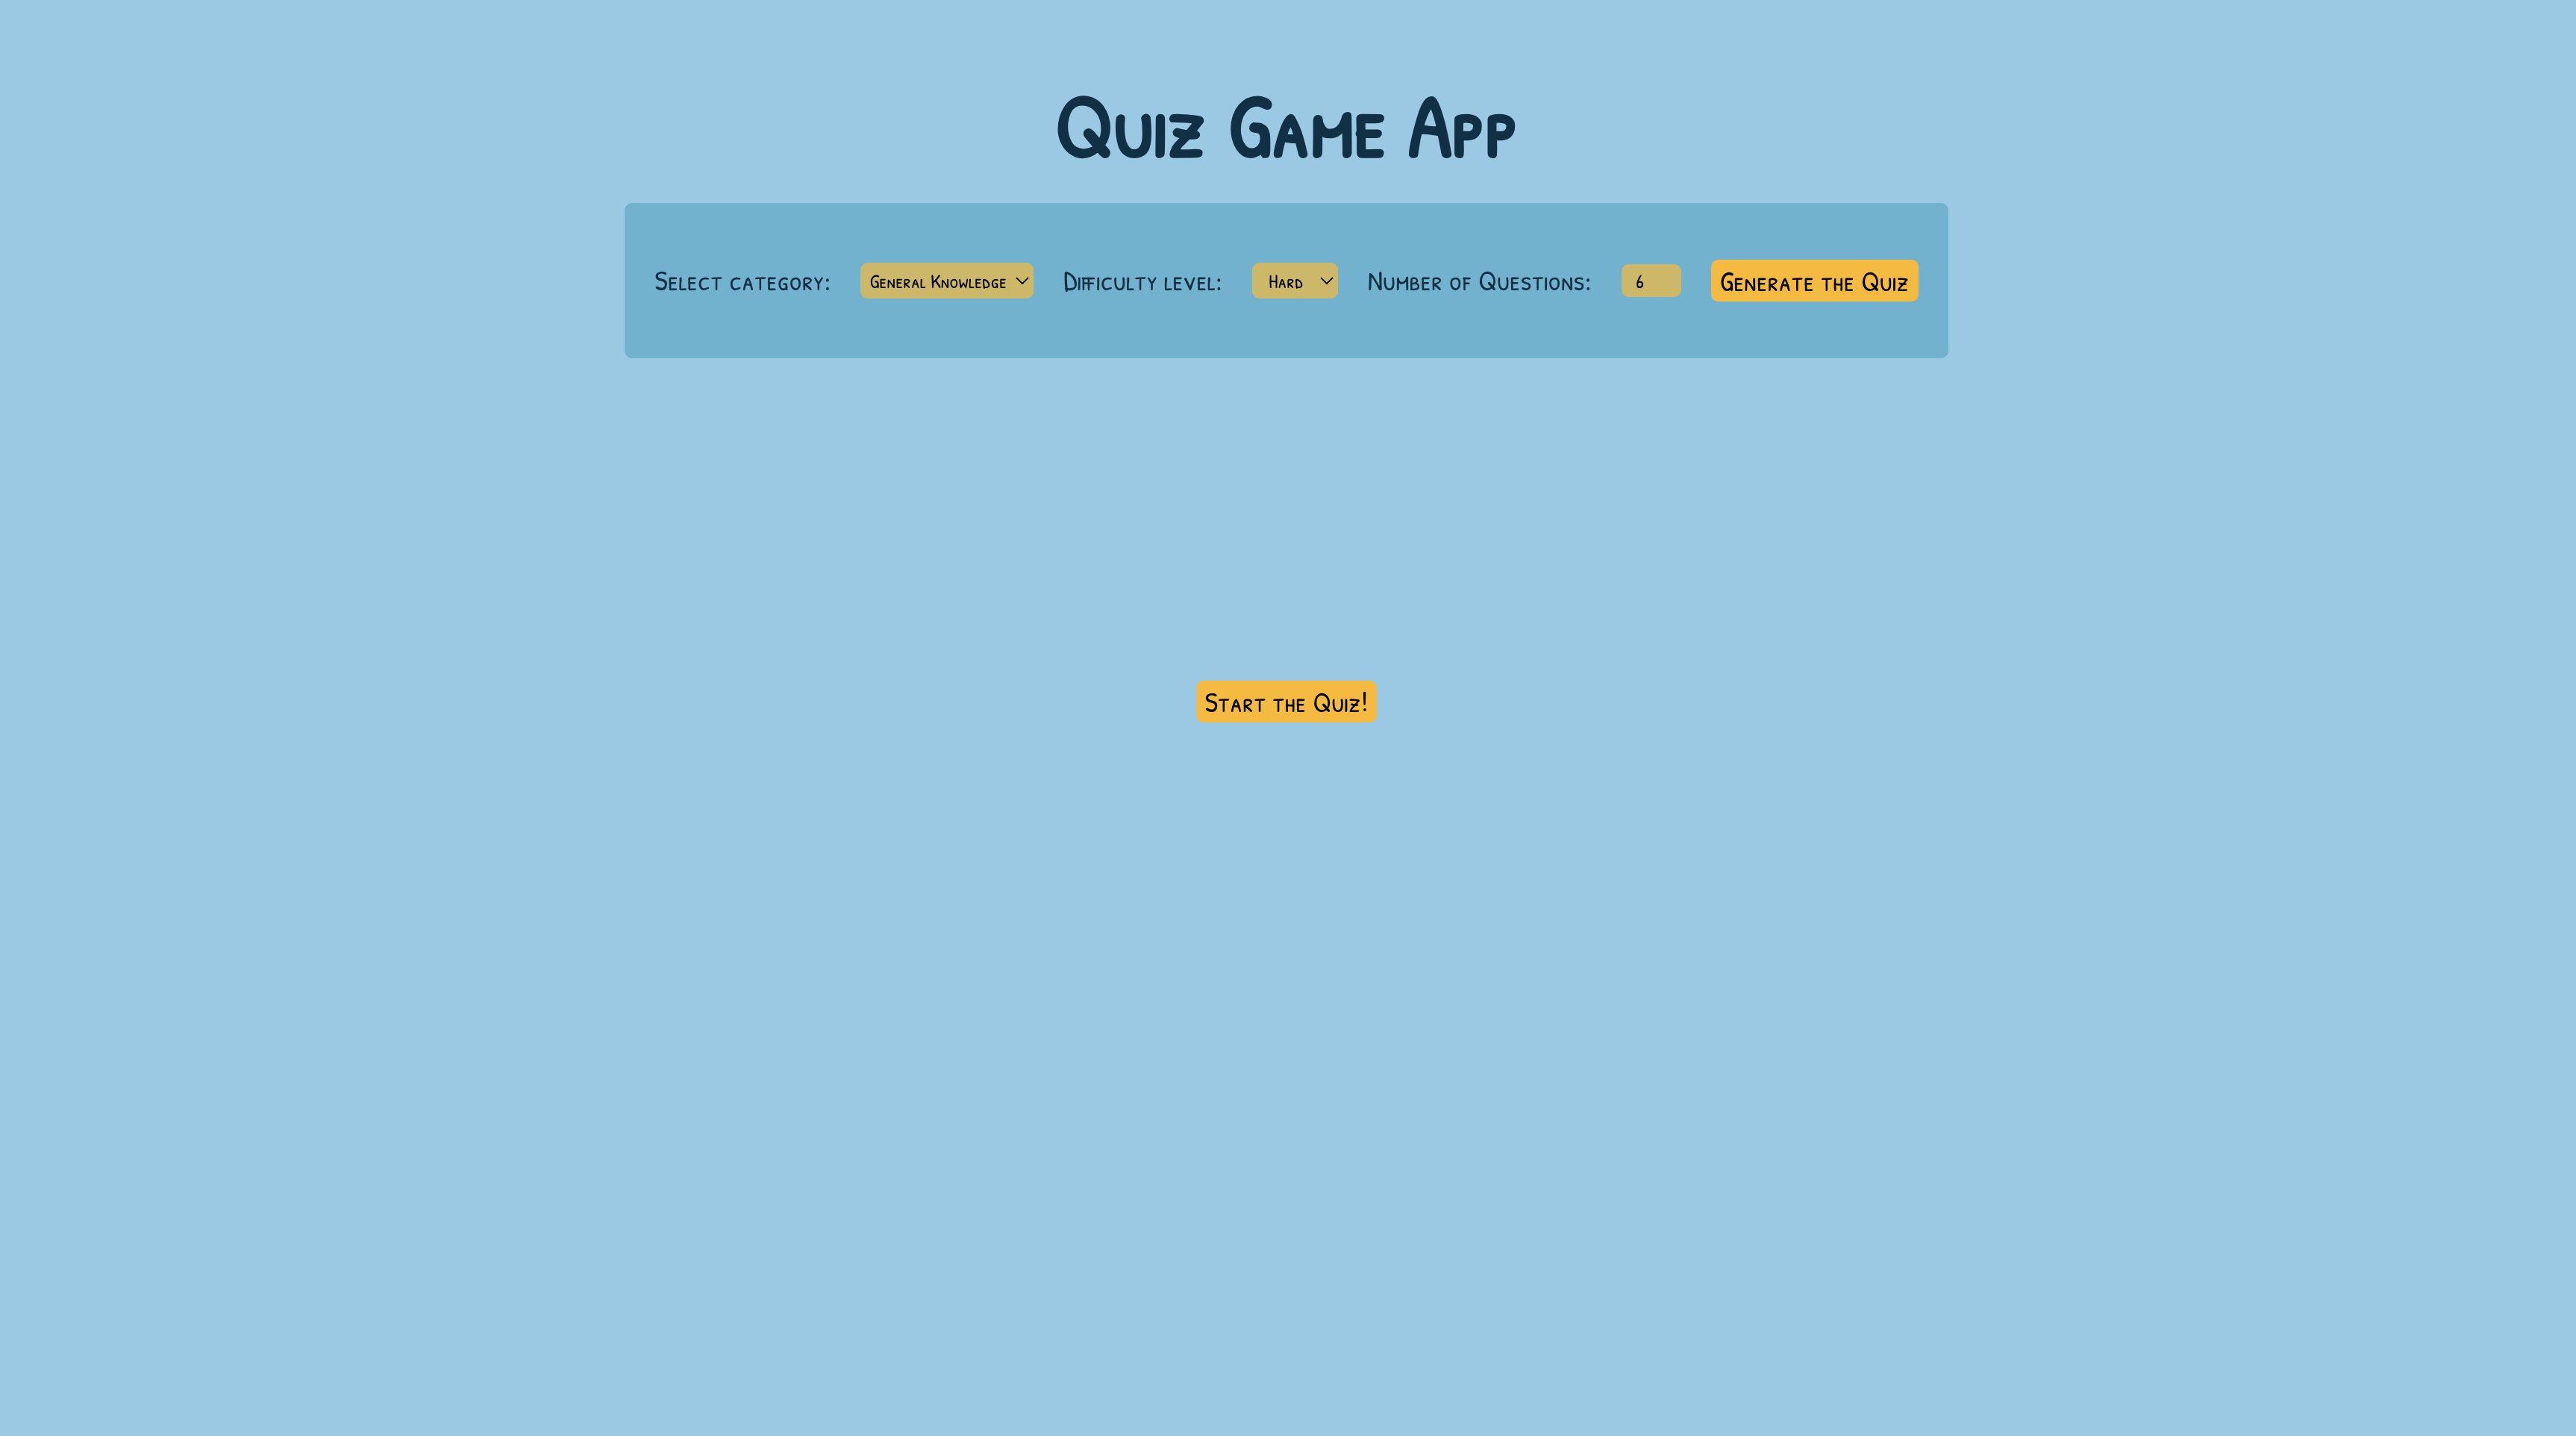 Quiz Game App
Select category: General Knowledge Difficulty level: Hard Number of Questions: 6 Generate the Quiz
Start the Quiz!